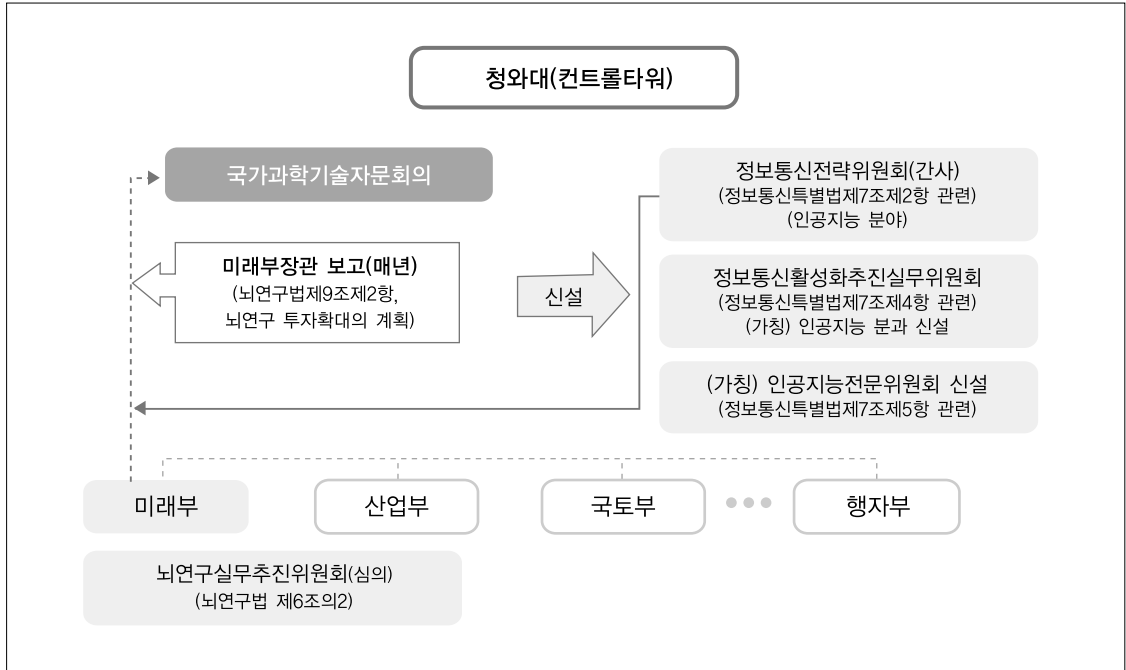 청와대(컨트롤타워)
국가과학기술자문회의
미래부장관 보고(매년)
(뇌연구법제9조제2항,
뇌연구 투자확대의 계획)
신설
정보통신전략위원회(간사)
(정보통신특별법제7조제2항 관련)
(인공지능 분야)
정보통신활성화추진실무위원회
(정보통신특별법제7조제4항 관련)
(가칭) 인공지능 분과 신설
(가칭) 인공지능전문위원회 신설
(정보통신특별법제7조제5항 관련)
미래부
산업부
국토부
행자부
뇌연구실무추진위원회(심의)
(뇌연구법 제6조의2)